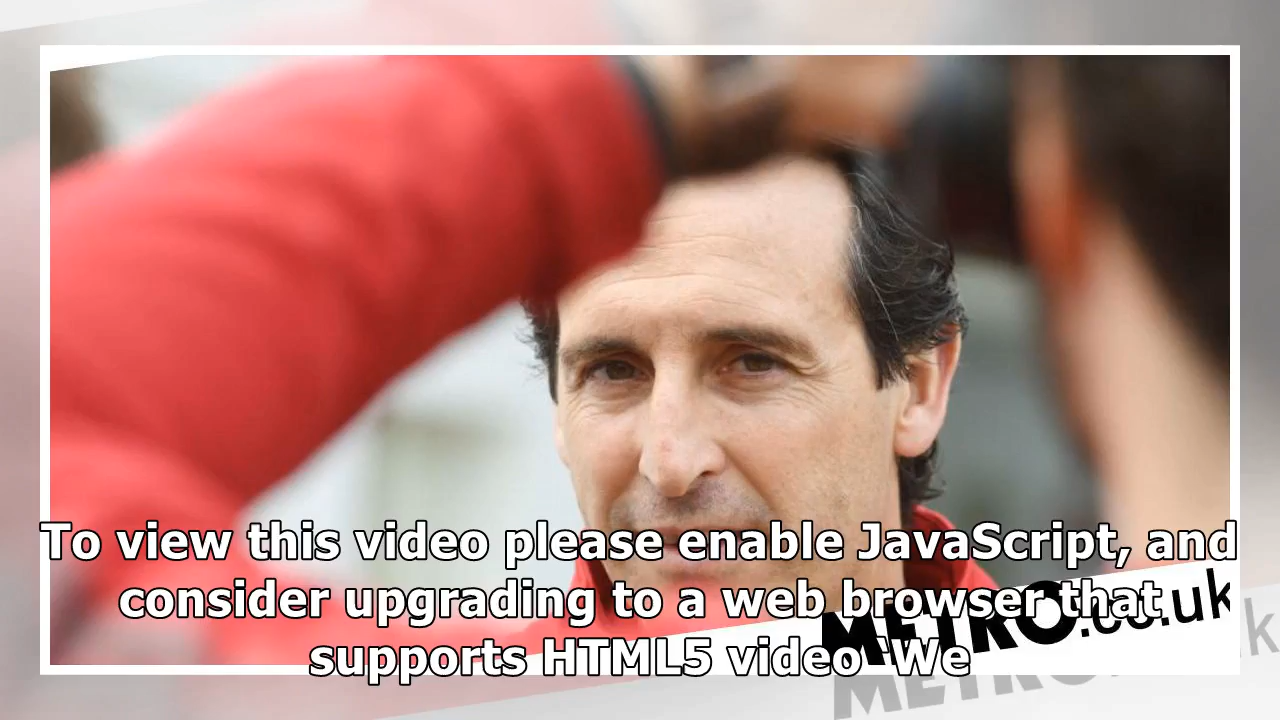 To view this video please enable JavaScript, and
consider upgrading to a web browser that
supports HTML5 video 'We
METRO.co.uk